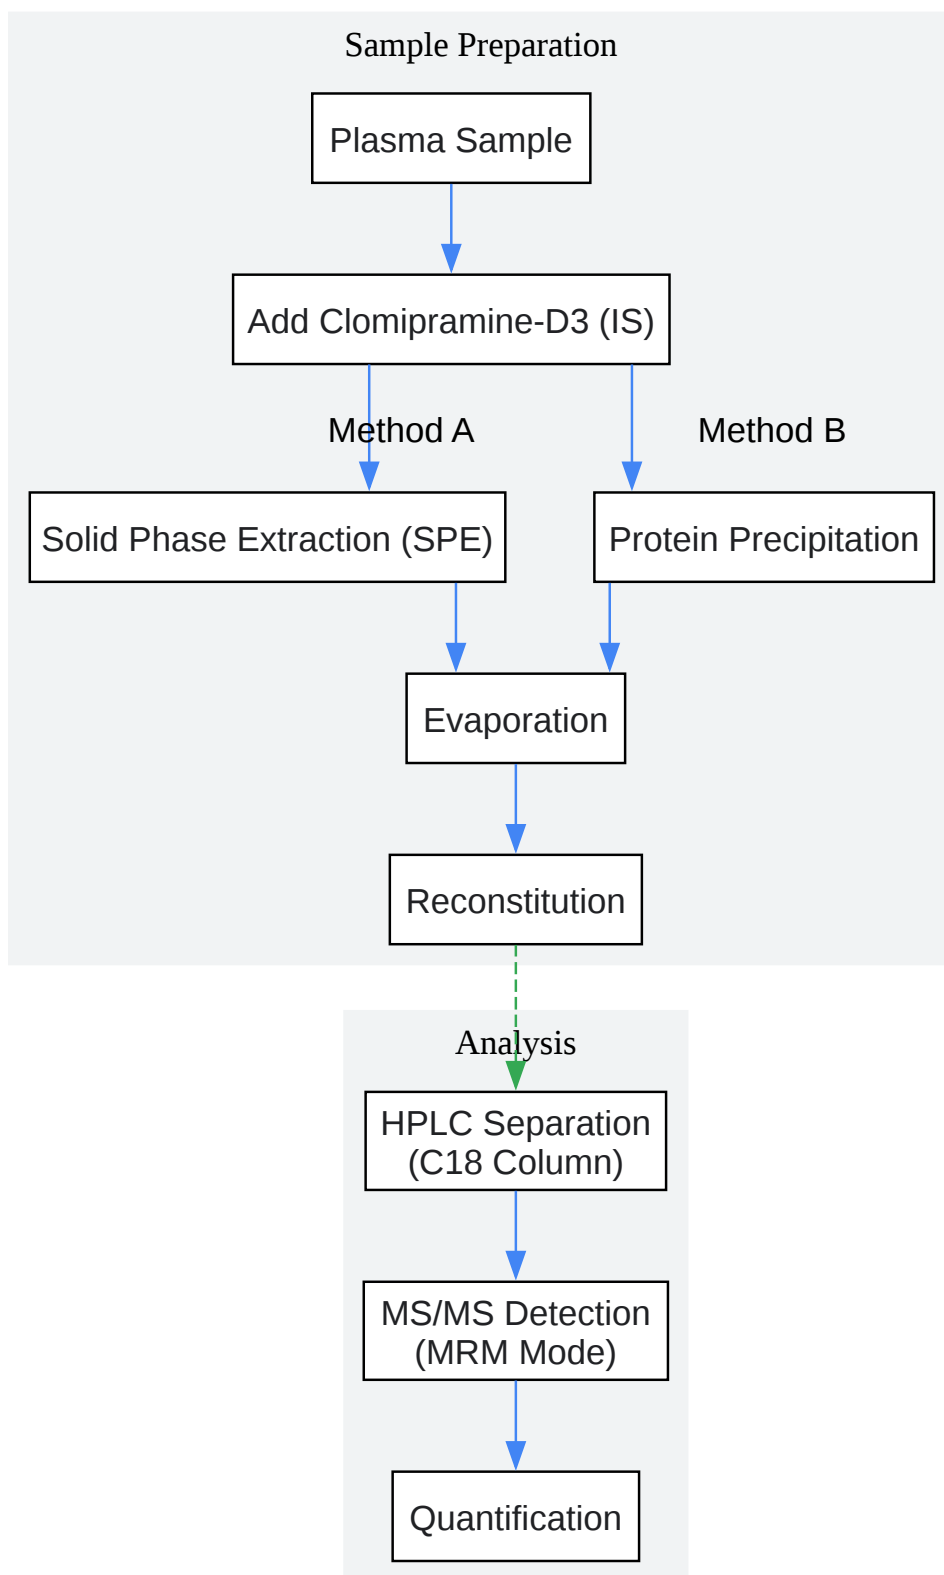 Sample Preparation
Plasma Sample
Add Clomipramine-D3 (IS)
Method A
Method B
Solid Phase Extraction (SPE)
Protein Precipitation
Evaporation
Reconstitution
Analysis
HPLC Separation
(C18 Column)
MS/MS Detection
(MRM Mode)
Quantification